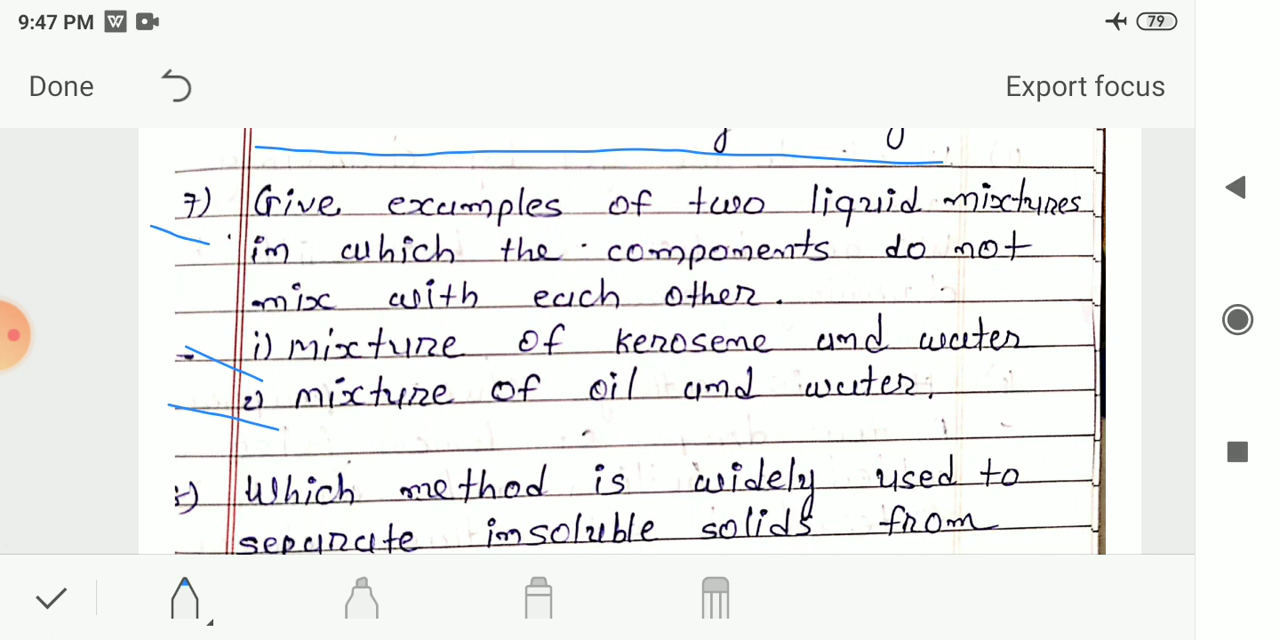 9:47 PM W 79
Done Export focus
7) Give examples of two liquid mixtures
in which the components do not
mix with each other.
i) mixture of kerosene and water
2) mixture of oil and water.
Which method is widely used to
separate insoluble solids from